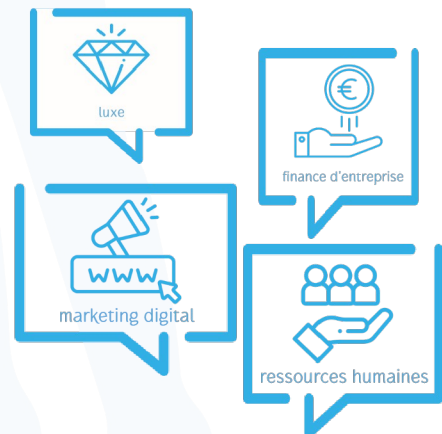 luxe
finance d'entreprise
www
marketing digital
ressources humaines